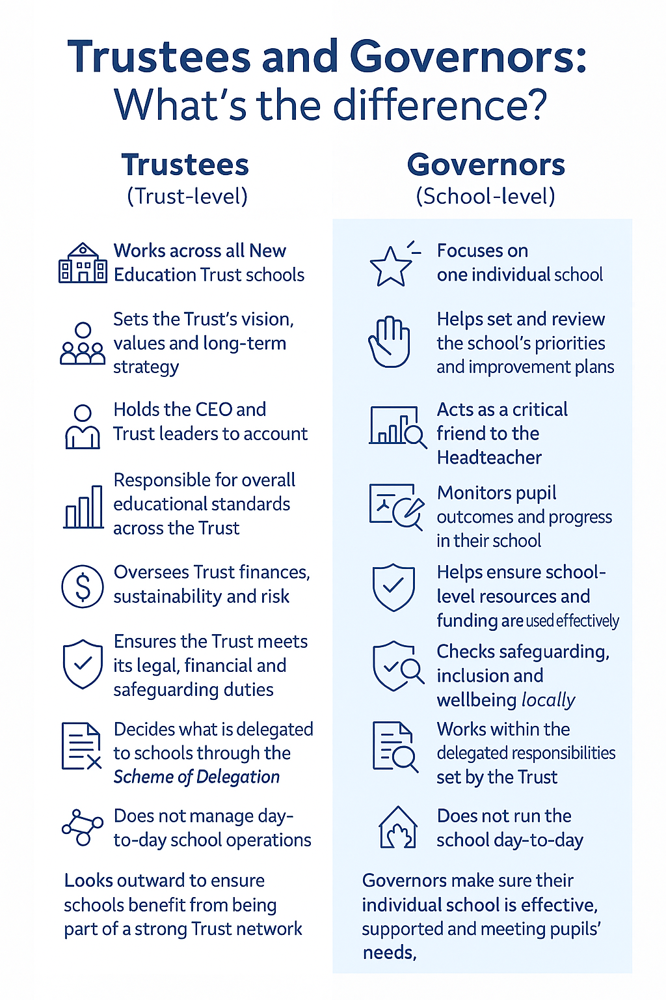 Trustees and Governors:
What's the difference?
Trustees
(Trust-level)
Works across all New
Education Trust schools
Sets the Trust's vision,
values and long-term
strategy
Holds the CEO and
Trust leaders to account
Responsible for overall
educational standards
across the Trust
$
Oversees Trust finances,
sustainability and risk
Ensures the Trust meets
its legal, financial and
safeguarding duties
Decides what is delegated
to schools through the
Scheme of Delegation
Does not manage day-
to-day school operations
Looks outward to ensure
schools benefit from being
part of a strong Trust network
Governors
(School-level)
Focuses on
one individual school
Helps set and review
the school's priorities
and improvement plans
Acts as a critical
friend to the
Headteacher
Monitors pupil
outcomes and progress
in their school
Helps ensure school-
level resources and
funding are used effectively
Checks safeguarding,
inclusion and
wellbeing locally
Works within the
delegated responsibilities
set by the Trust
Does not run the
school day-to-day
Governors make sure their
individual school is effective,
supported and meeting pupils'
needs,